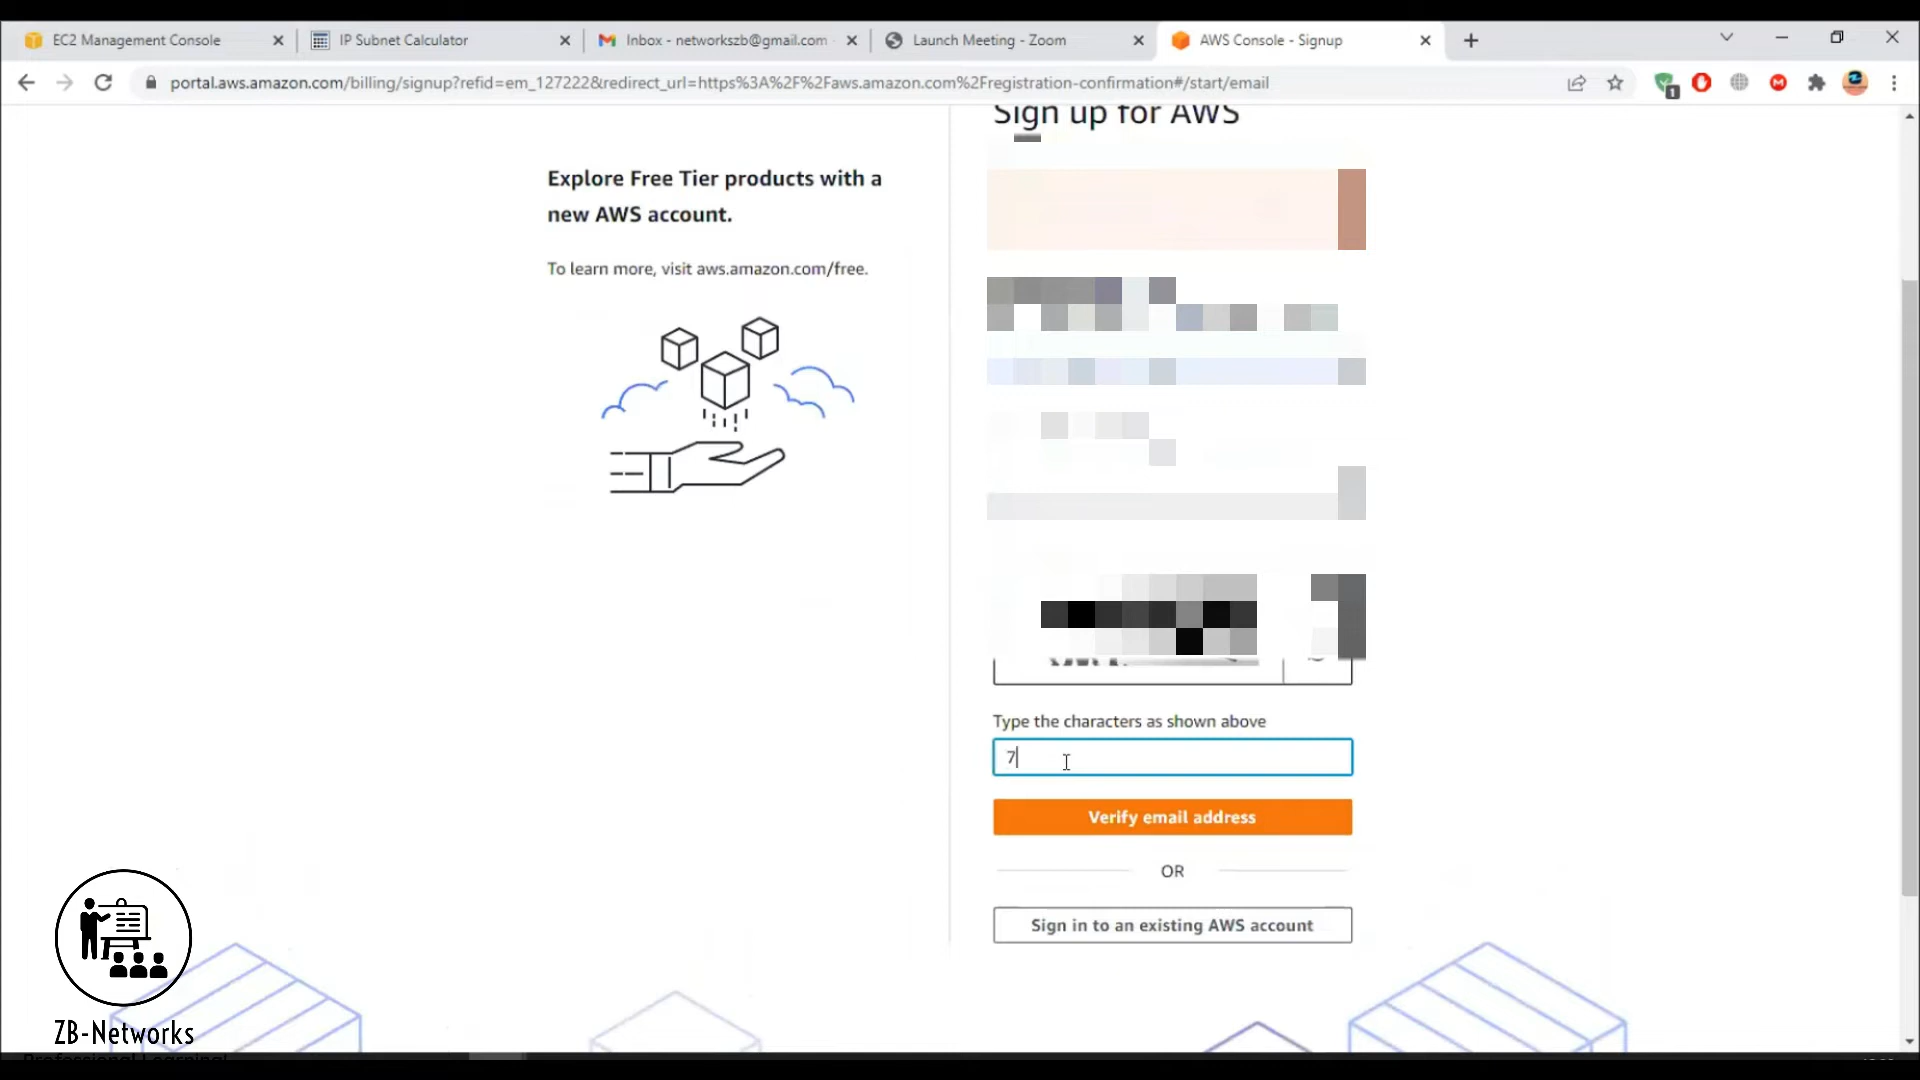 EC2 Management Console
IP Subnet Calculator
Inbox - networkszb@gmail.com
Launch Meeting - Zoom
AWS Console - Signup
portal.aws.amazon.com/billing/signup?refid=em_127222&redirect_url=https%3A%2F%2Faws.amazon.com%2Fregistration-confirmation#/start/email
1
Sign up for AWS
Explore Free Tier products with a
new AWS account.
To learn more, visit aws.amazon.com/free.
Type the characters as shown above
7
Verify email address
OR
Sign in to an existing AWS account
ZB-Networks
Professional Learning!